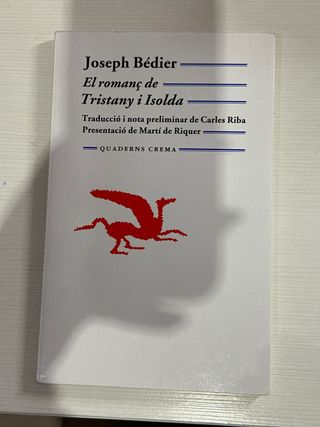 Joseph Bédier
El romanç de
Tristany i Isolda
Traducció i nota preliminar de Carles Riba
Presentació de Martí de Riquer
QUADERNS CREMA